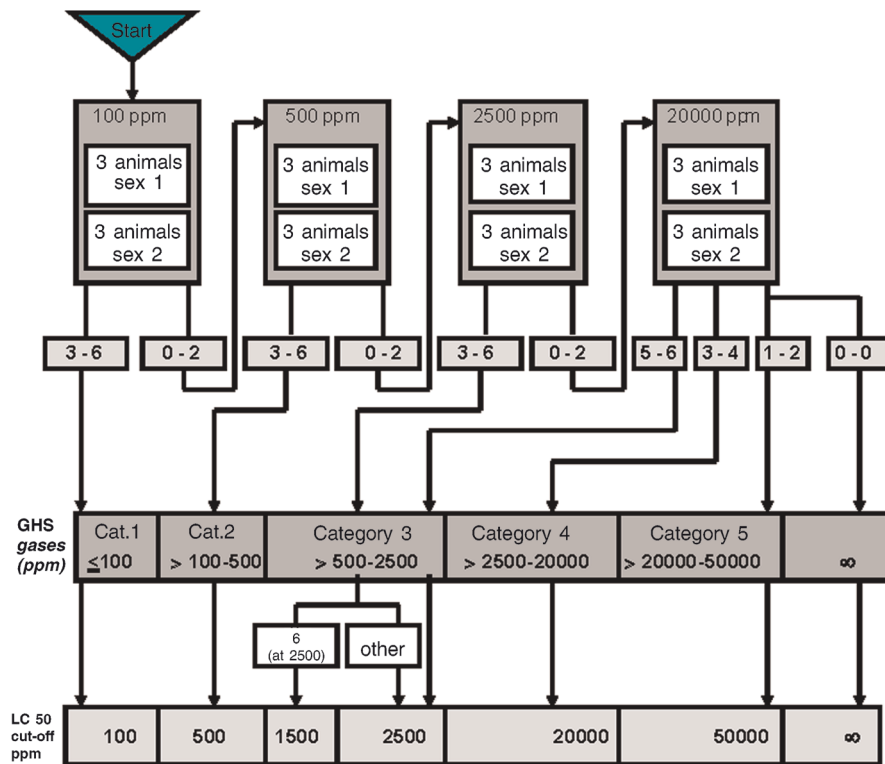 Start
100 ppm
500 ppm
2500 ppm
20000 ppm
3 animals
sex 1
3 animals
sex 1
3 animals
sex 1
3 animals
sex 1
3 animals
sex 2
3 animals
sex 2
3 animals
sex 2
3 animals
sex 2
3 - 6
0 - 2
3 - 6
0 - 2
3 - 6
0 - 2
5 - 6
3 - 4
1 - 2
0 - 0
GHS
gases
(ppm)
Cat.1
≤100
Cat.2
> 100-500
Category 3
> 500-2500
Category 4
> 2500-20000
Category 5
> 20000-50000
∞
6
(at 2500)
other
LC 50
cut-off
ppm
100
500
1500
2500
20000
50000
∞